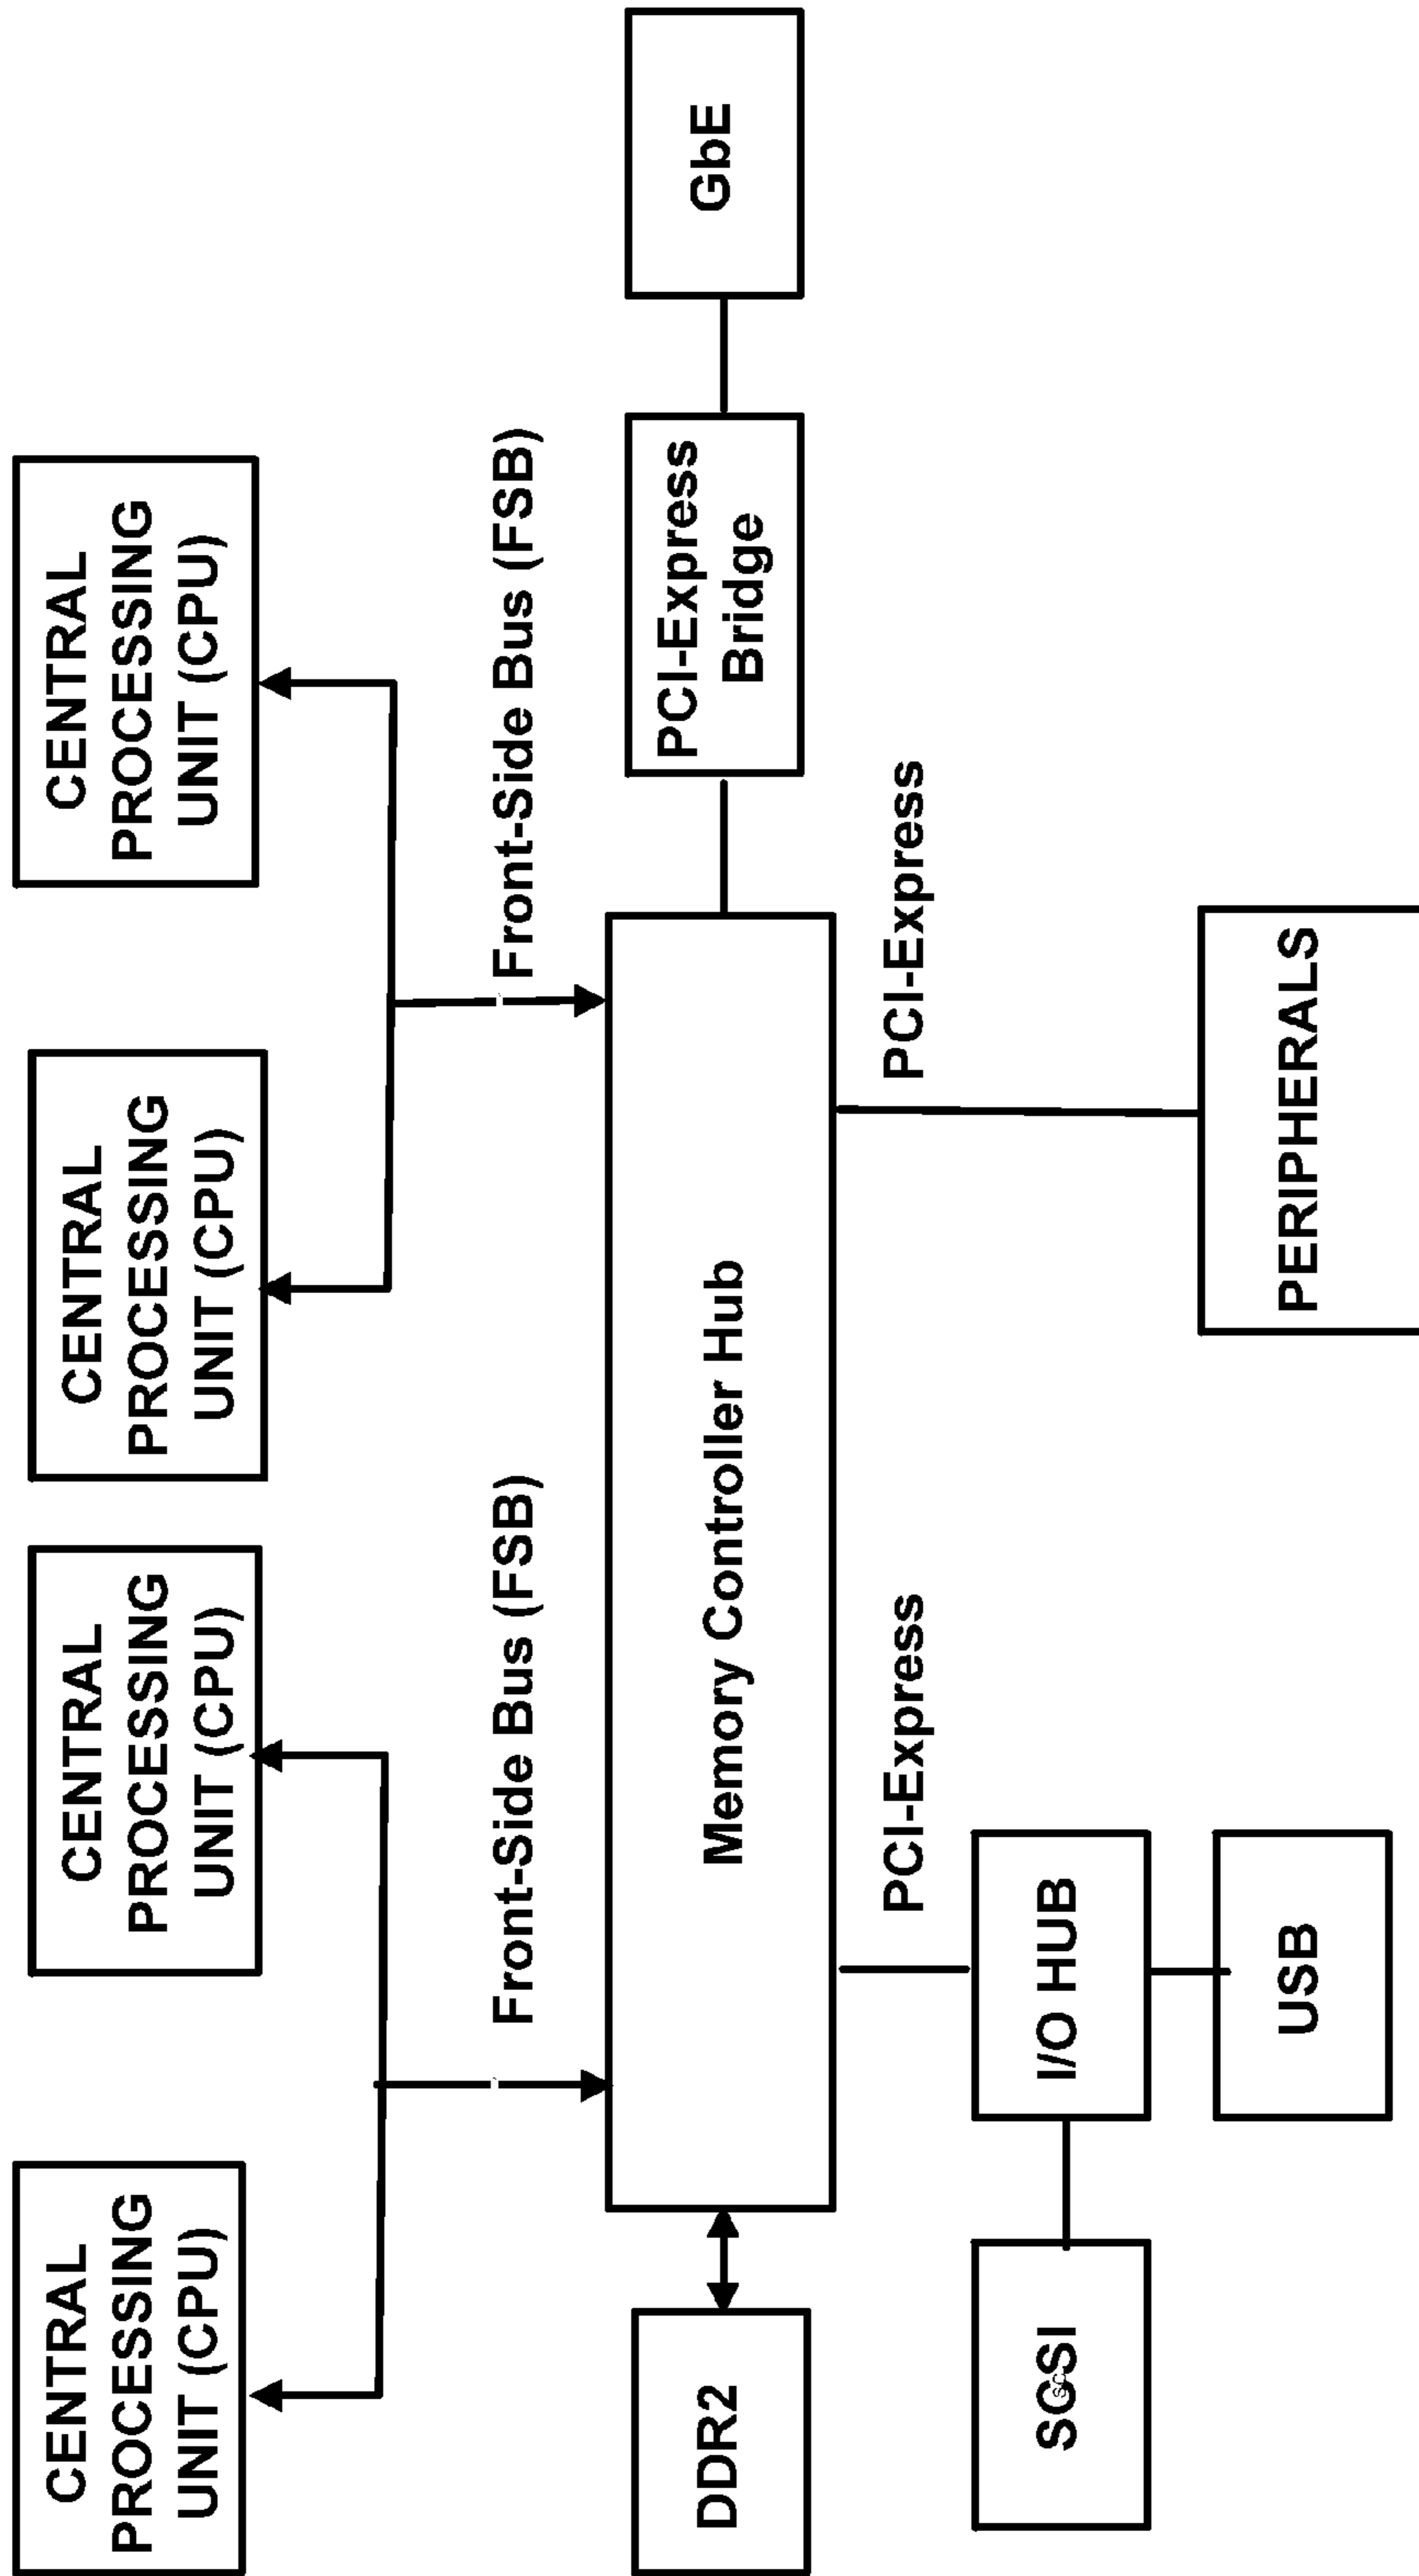 CENTRAL
PROCESSING
UNIT (CPU)
CENTRAL
PROCESSING
UNIT (CPU)
CENTRAL
PROCESSING
UNIT (CPU)
CENTRAL
PROCESSING
UNIT (CPU)
Front-Side Bus (FSB)
Front-Side Bus (FSB)
DDR2
Memory Controller Hub
PCI-Express
Bridge
GbE
PCI-Express
PCI-Express
SCSI
I/O HUB
USB
PERIPHERALS